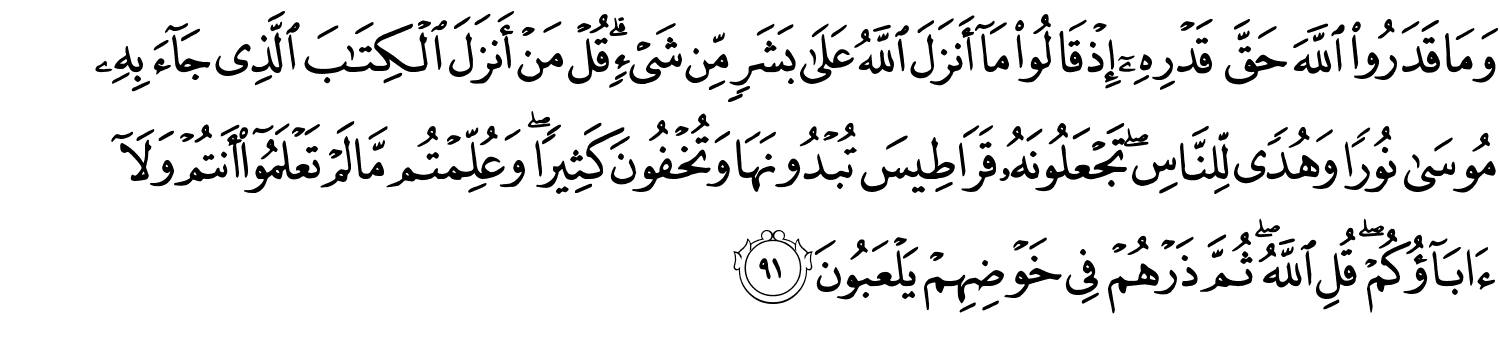 وَمَا قَدَرُوا۟ ٱللَّهَ حَقَّ قَدْرِهِۦٓ إِذْ قَالُوا۟ مَآ أَنزَلَ ٱللَّهُ عَلَىٰ بَشَرٍ مِّن شَىْءٍ ۗ قُلْ مَنْ أَنزَلَ ٱلْكِتَـٰبَ ٱلَّذِى جَآءَ بِهِۦ
مُوسَىٰ نُورًا وَهُدًى لِّلنَّاسِ ۖ تَجْعَلُونَهُۥ قَرَاطِيسَ تُبْدُونَهَا وَتُخْفُونَ كَثِيرًا ۖ وَعُلِّمْتُم مَّا لَمْ تَعْلَمُوٓا۟ أَنتُمْ وَلَآ
ءَابَآؤُكُمْ ۖ قُلِ ٱللَّهُ ۖ ثُمَّ ذَرْهُمْ فِى خَوْضِهِمْ يَلْعَبُونَ ٩١